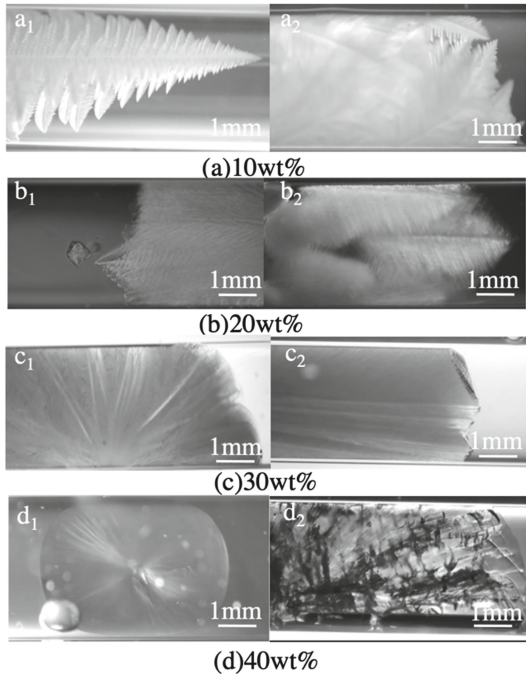 a1 a2
1mm 1mm
(a)10wt%
b1 b2
1mm 1mm
(b)20wt%
c1 c2
1mm 1mm
(c)30wt%
d1 d2
1mm 1mm
(d)40wt%